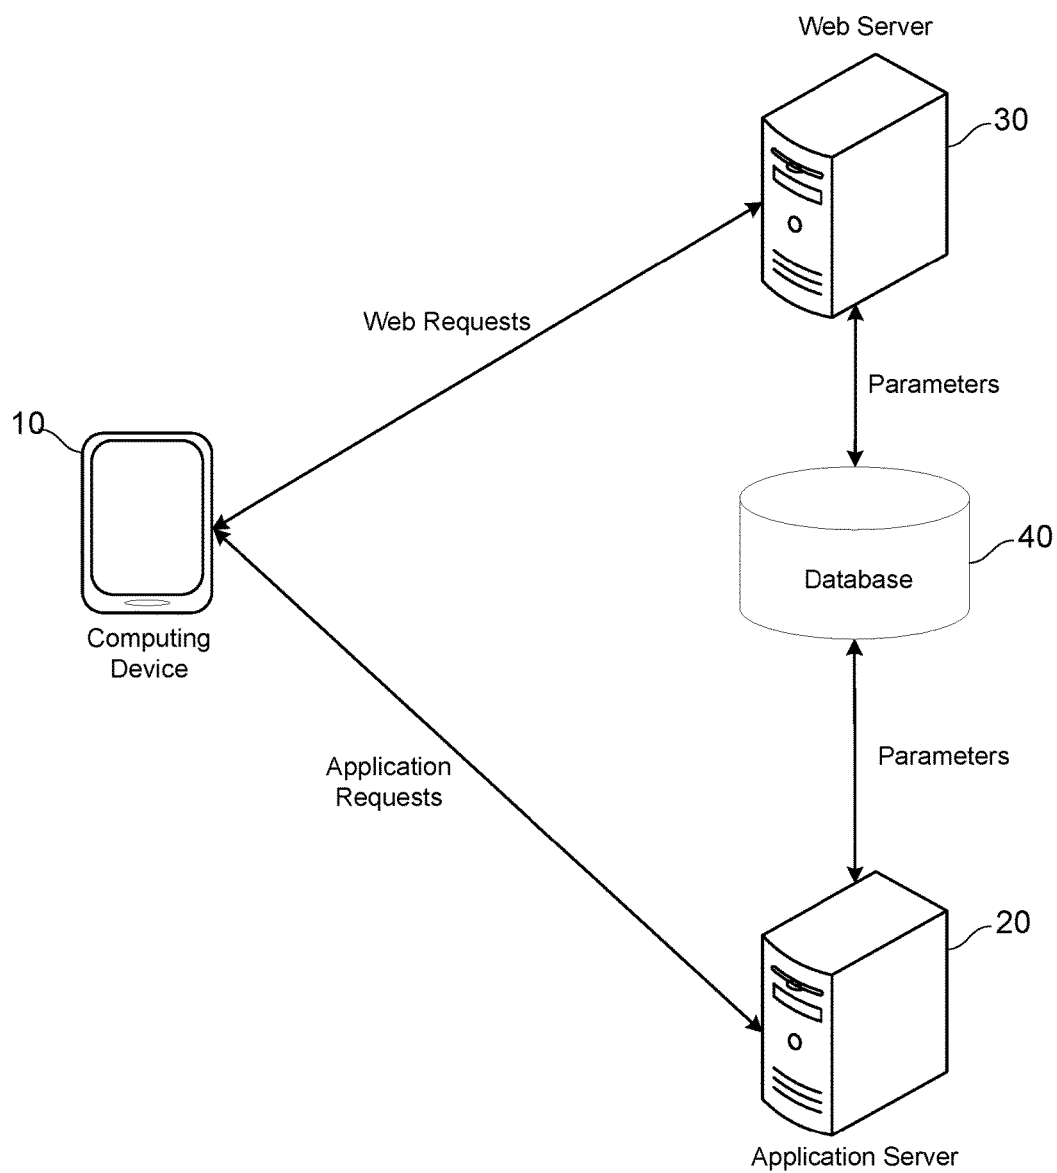 Web Server
30
Web Requests
Parameters
10
40
Database
Computing
Device
Parameters
Application
Requests
20
Application Server